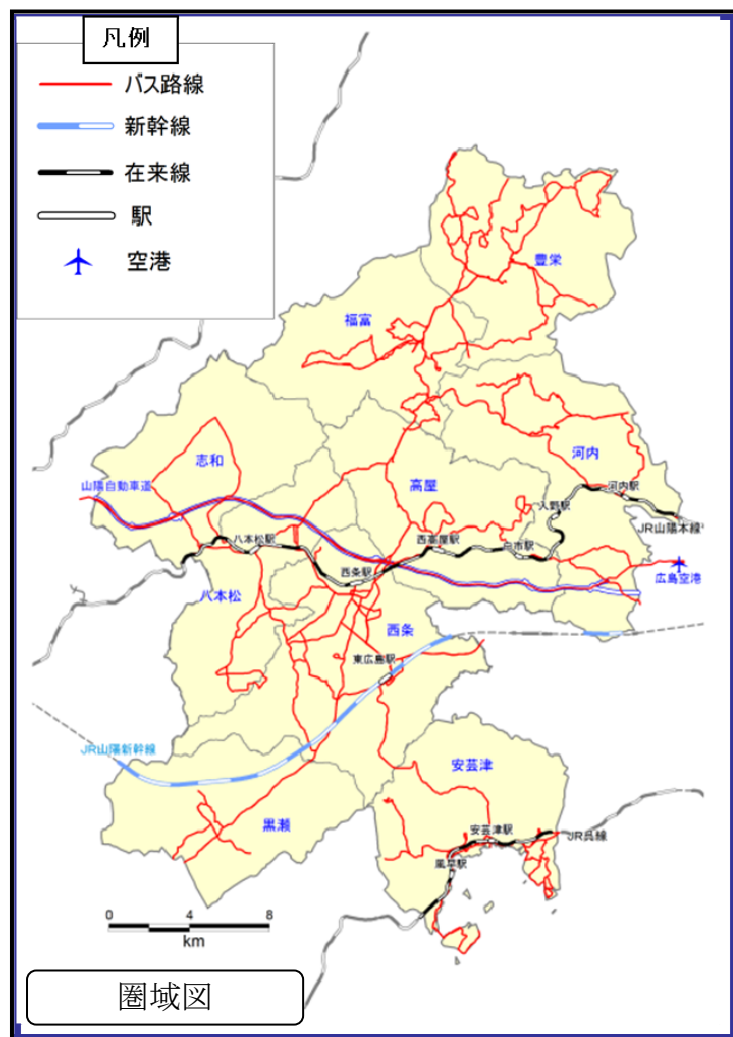 凡例
バス路線
新幹線
在来線
駅
空港
豊栄
福富
志和
河内
山陽自動車道
高屋
河内駅
入野駅
JR山陽本線
八本松駅
西高屋駅
白市駅
西条駅
広島空港
八本松
西条
東広島駅
JR山陽新幹線
安芸津
黒瀬
安芸津駅
JR呉線
風早駅
0 4 8
km
圏域図